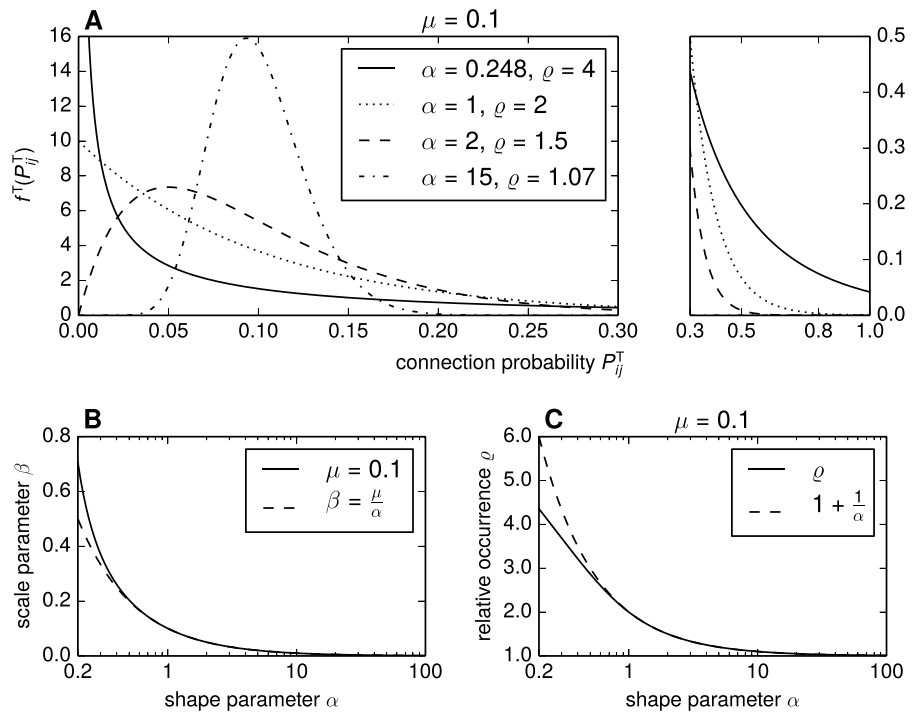 A
μ = 0.1
16
14
12
10
8
6
4
2
0
f^T(P_ij^T)
α = 0.248, ϱ = 4
α = 1, ϱ = 2
α = 2, ϱ = 1.5
α = 15, ϱ = 1.07
0.00 0.05 0.10 0.15 0.20 0.25 0.30
0.5
0.4
0.3
0.2
0.1
0.0
0.3 0.5 0.8 1.0
connection probability P_ij^T
B
0.8
0.6
0.4
0.2
0.0
scale parameter β
μ = 0.1
β = μ/α
0.2 1 10 100
shape parameter α
C
μ = 0.1
6.0
5.0
4.0
3.0
2.0
1.0
relative occurrence ϱ
ϱ
1 + 1/α
0.2 1 10 100
shape parameter α